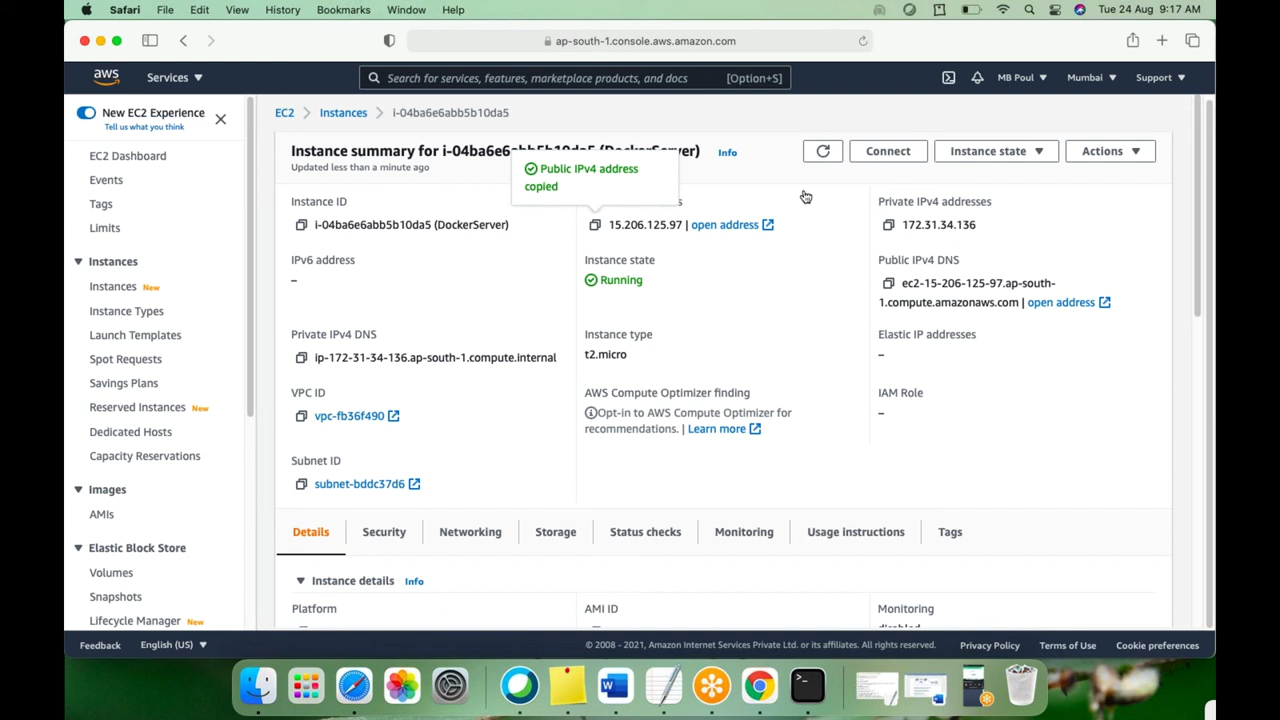 Safari File Edit View History Bookmarks Window Help Tue 24 Aug 9:17 AM
ap-south-1.console.aws.amazon.com
aws Services Search for services, features, marketplace products, and docs [Option+S] MB Poul Mumbai Support
New EC2 Experience
Tell us what you think
EC2 Dashboard
Events
Tags
Limits
Instances
Instances New
Instance Types
Launch Templates
Spot Requests
Savings Plans
Reserved Instances New
Dedicated Hosts
Capacity Reservations
Images
AMIs
Elastic Block Store
Volumes
Snapshots
Lifecycle Manager New
EC2 Instances i-04ba6e6abb5b10da5
Instance summary for i-04ba6e6abb5b10da5 (DockerServer) Info Connect Instance state Actions
Updated less than a minute ago
Public IPv4 address
copied
Instance ID
i-04ba6e6abb5b10da5 (DockerServer)
15.206.125.97 | open address
Private IPv4 addresses
172.31.34.136
IPv6 address
–
Instance state
Running
Public IPv4 DNS
ec2-15-206-125-97.ap-south-
1.compute.amazonaws.com | open address
Private IPv4 DNS
ip-172-31-34-136.ap-south-1.compute.internal
Instance type
t2.micro
Elastic IP addresses
–
VPC ID
vpc-fb36f490
AWS Compute Optimizer finding
Opt-in to AWS Compute Optimizer for
recommendations. | Learn more
IAM Role
–
Subnet ID
subnet-bddc37d6
Details Security Networking Storage Status checks Monitoring Usage instructions Tags
Instance details Info
Platform AMI ID Monitoring
disabled
Feedback English (US) © 2008 - 2021, Amazon Internet Services Private Ltd. or its affiliates. All rights reserved. Privacy Policy Terms of Use Cookie preferences